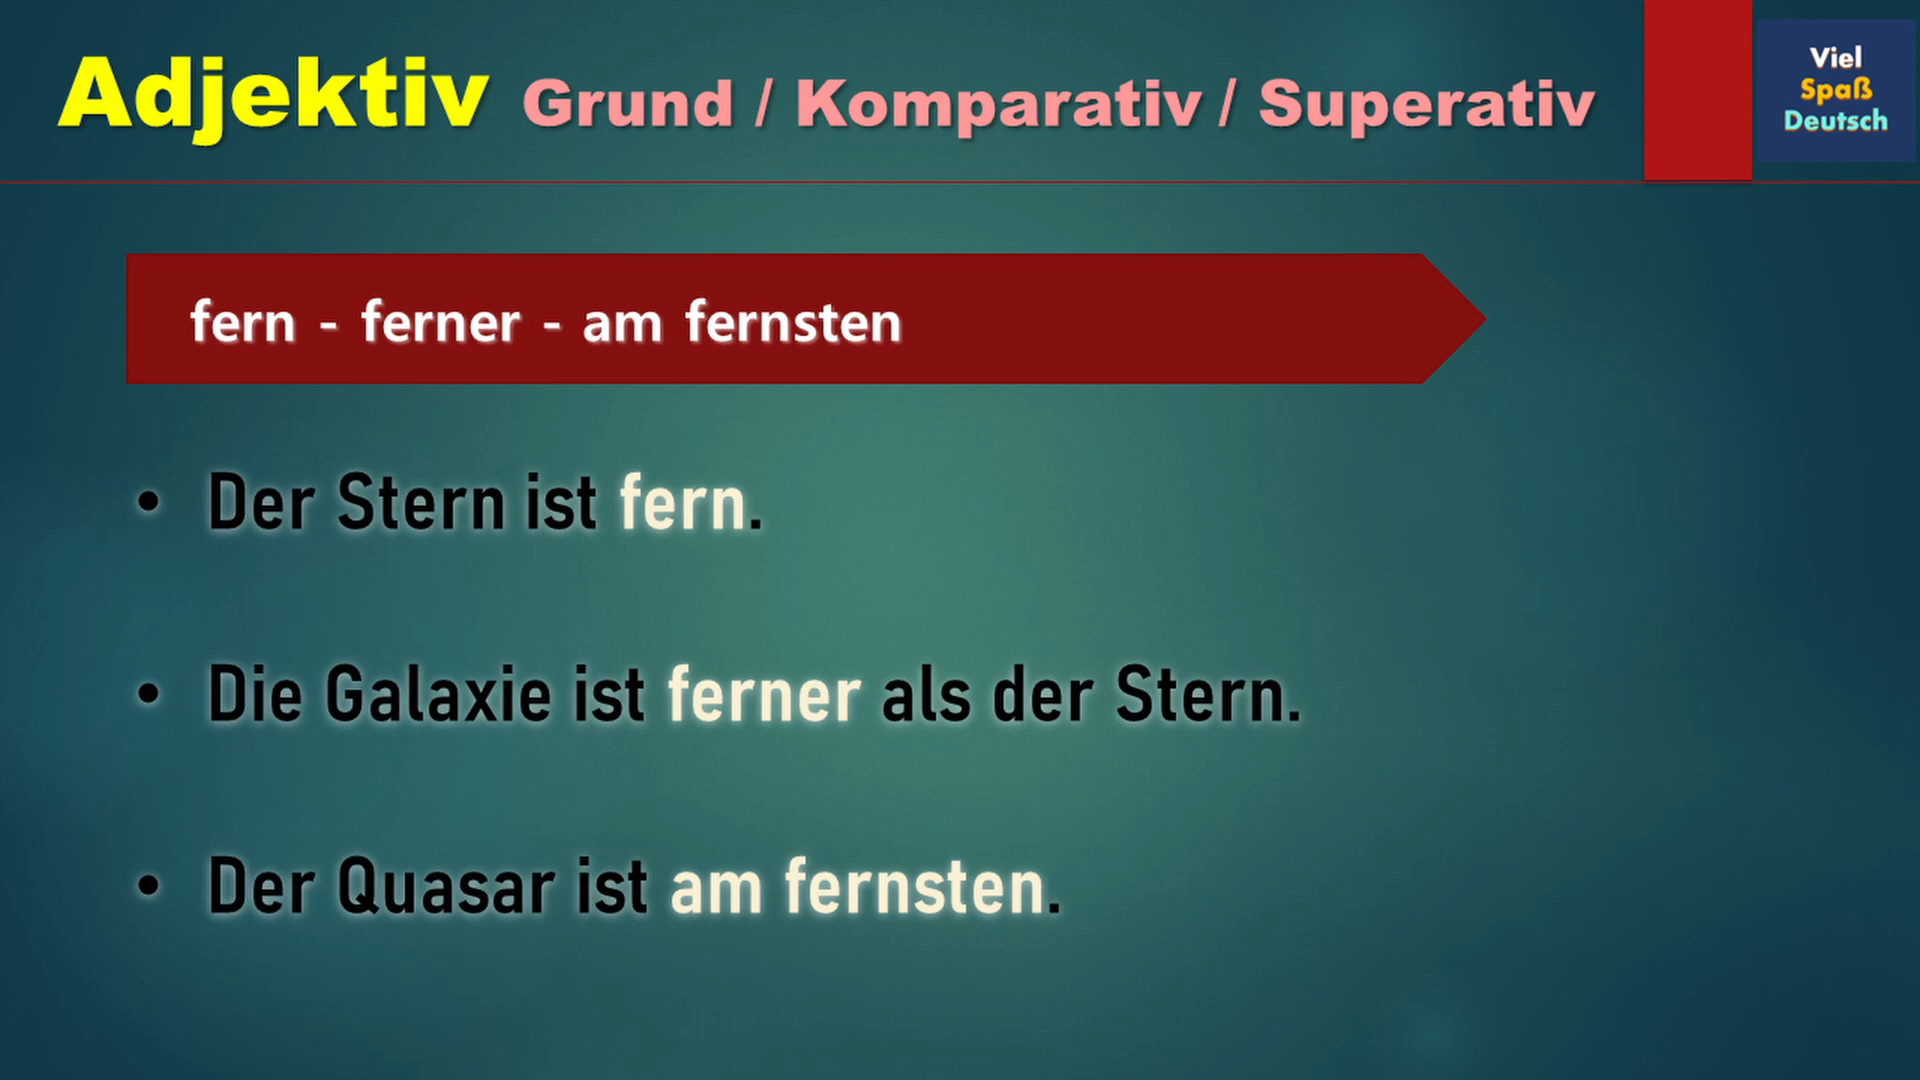 Adjektiv Grund / Komparativ / Superativ
Viel
Spaß
Deutsch
fern - ferner - am fernsten
• Der Stern ist fern.
• Die Galaxie ist ferner als der Stern.
• Der Quasar ist am fernsten.